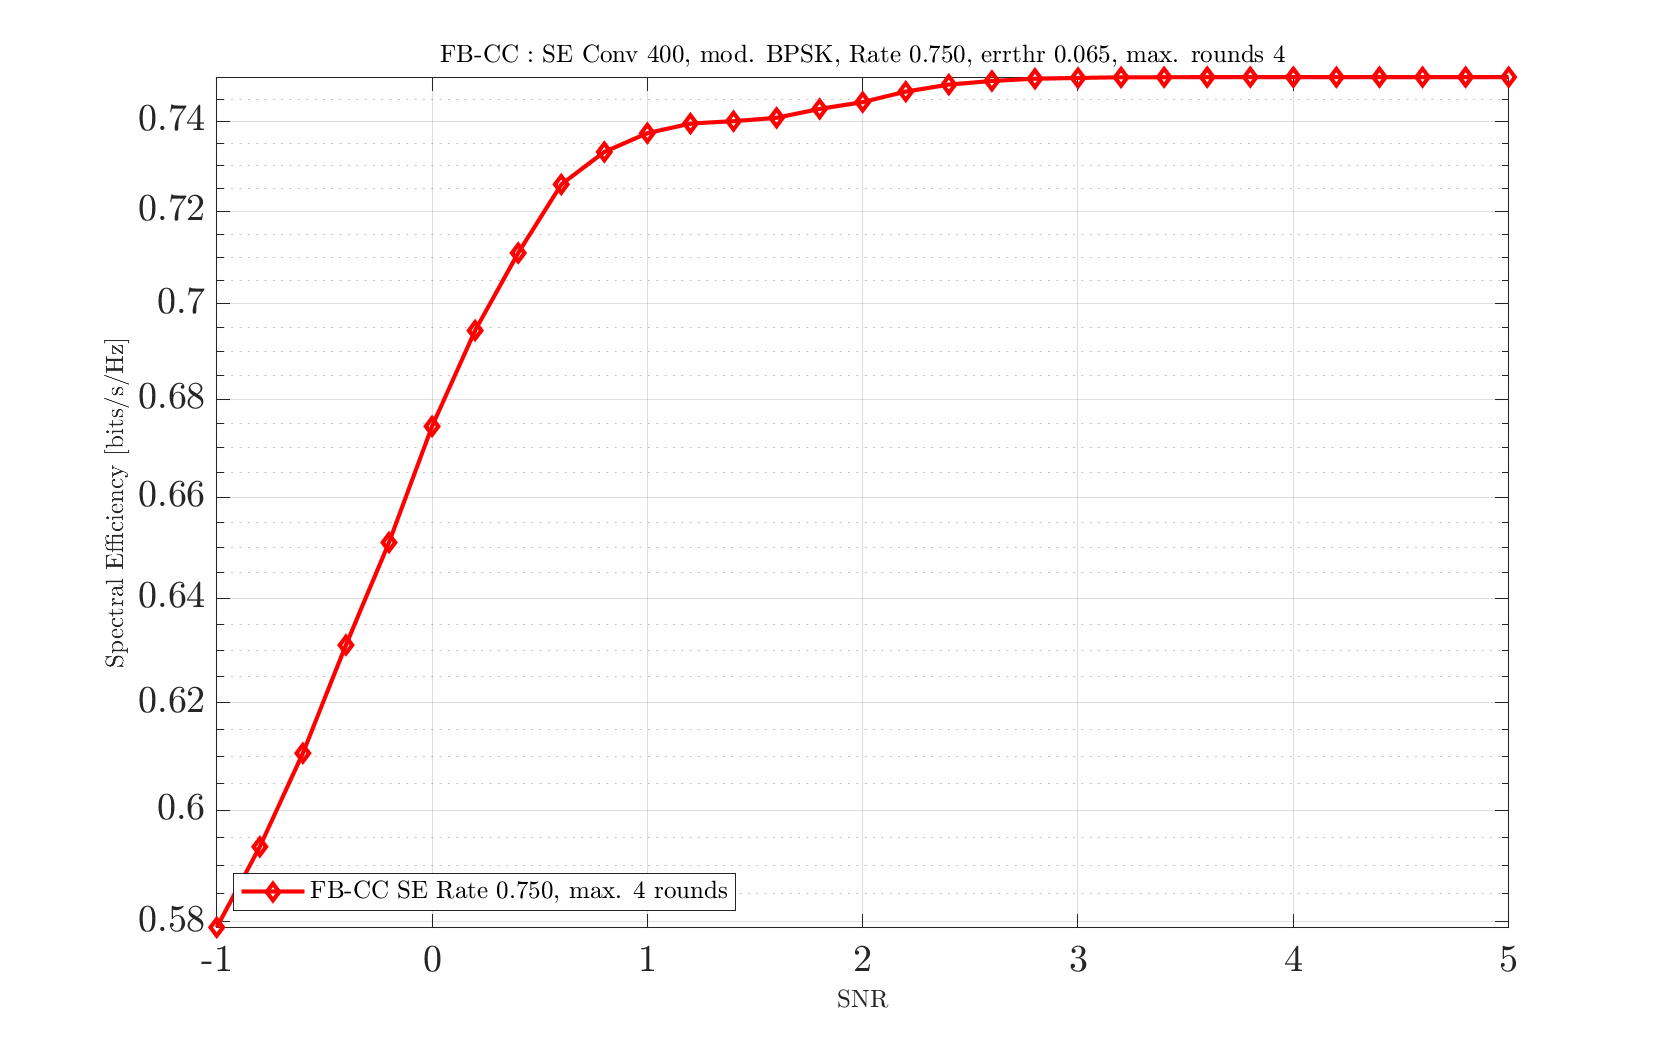 FB-CC : SE Conv 400, mod. BPSK, Rate 0.750, errthr 0.065, max. rounds 4
Spectral Efficiency [bits/s/Hz]
0.74
0.72
0.7
0.68
0.66
0.64
0.62
0.6
0.58
FB-CC SE Rate 0.750, max. 4 rounds
-1 0 1 2 3 4 5
SNR